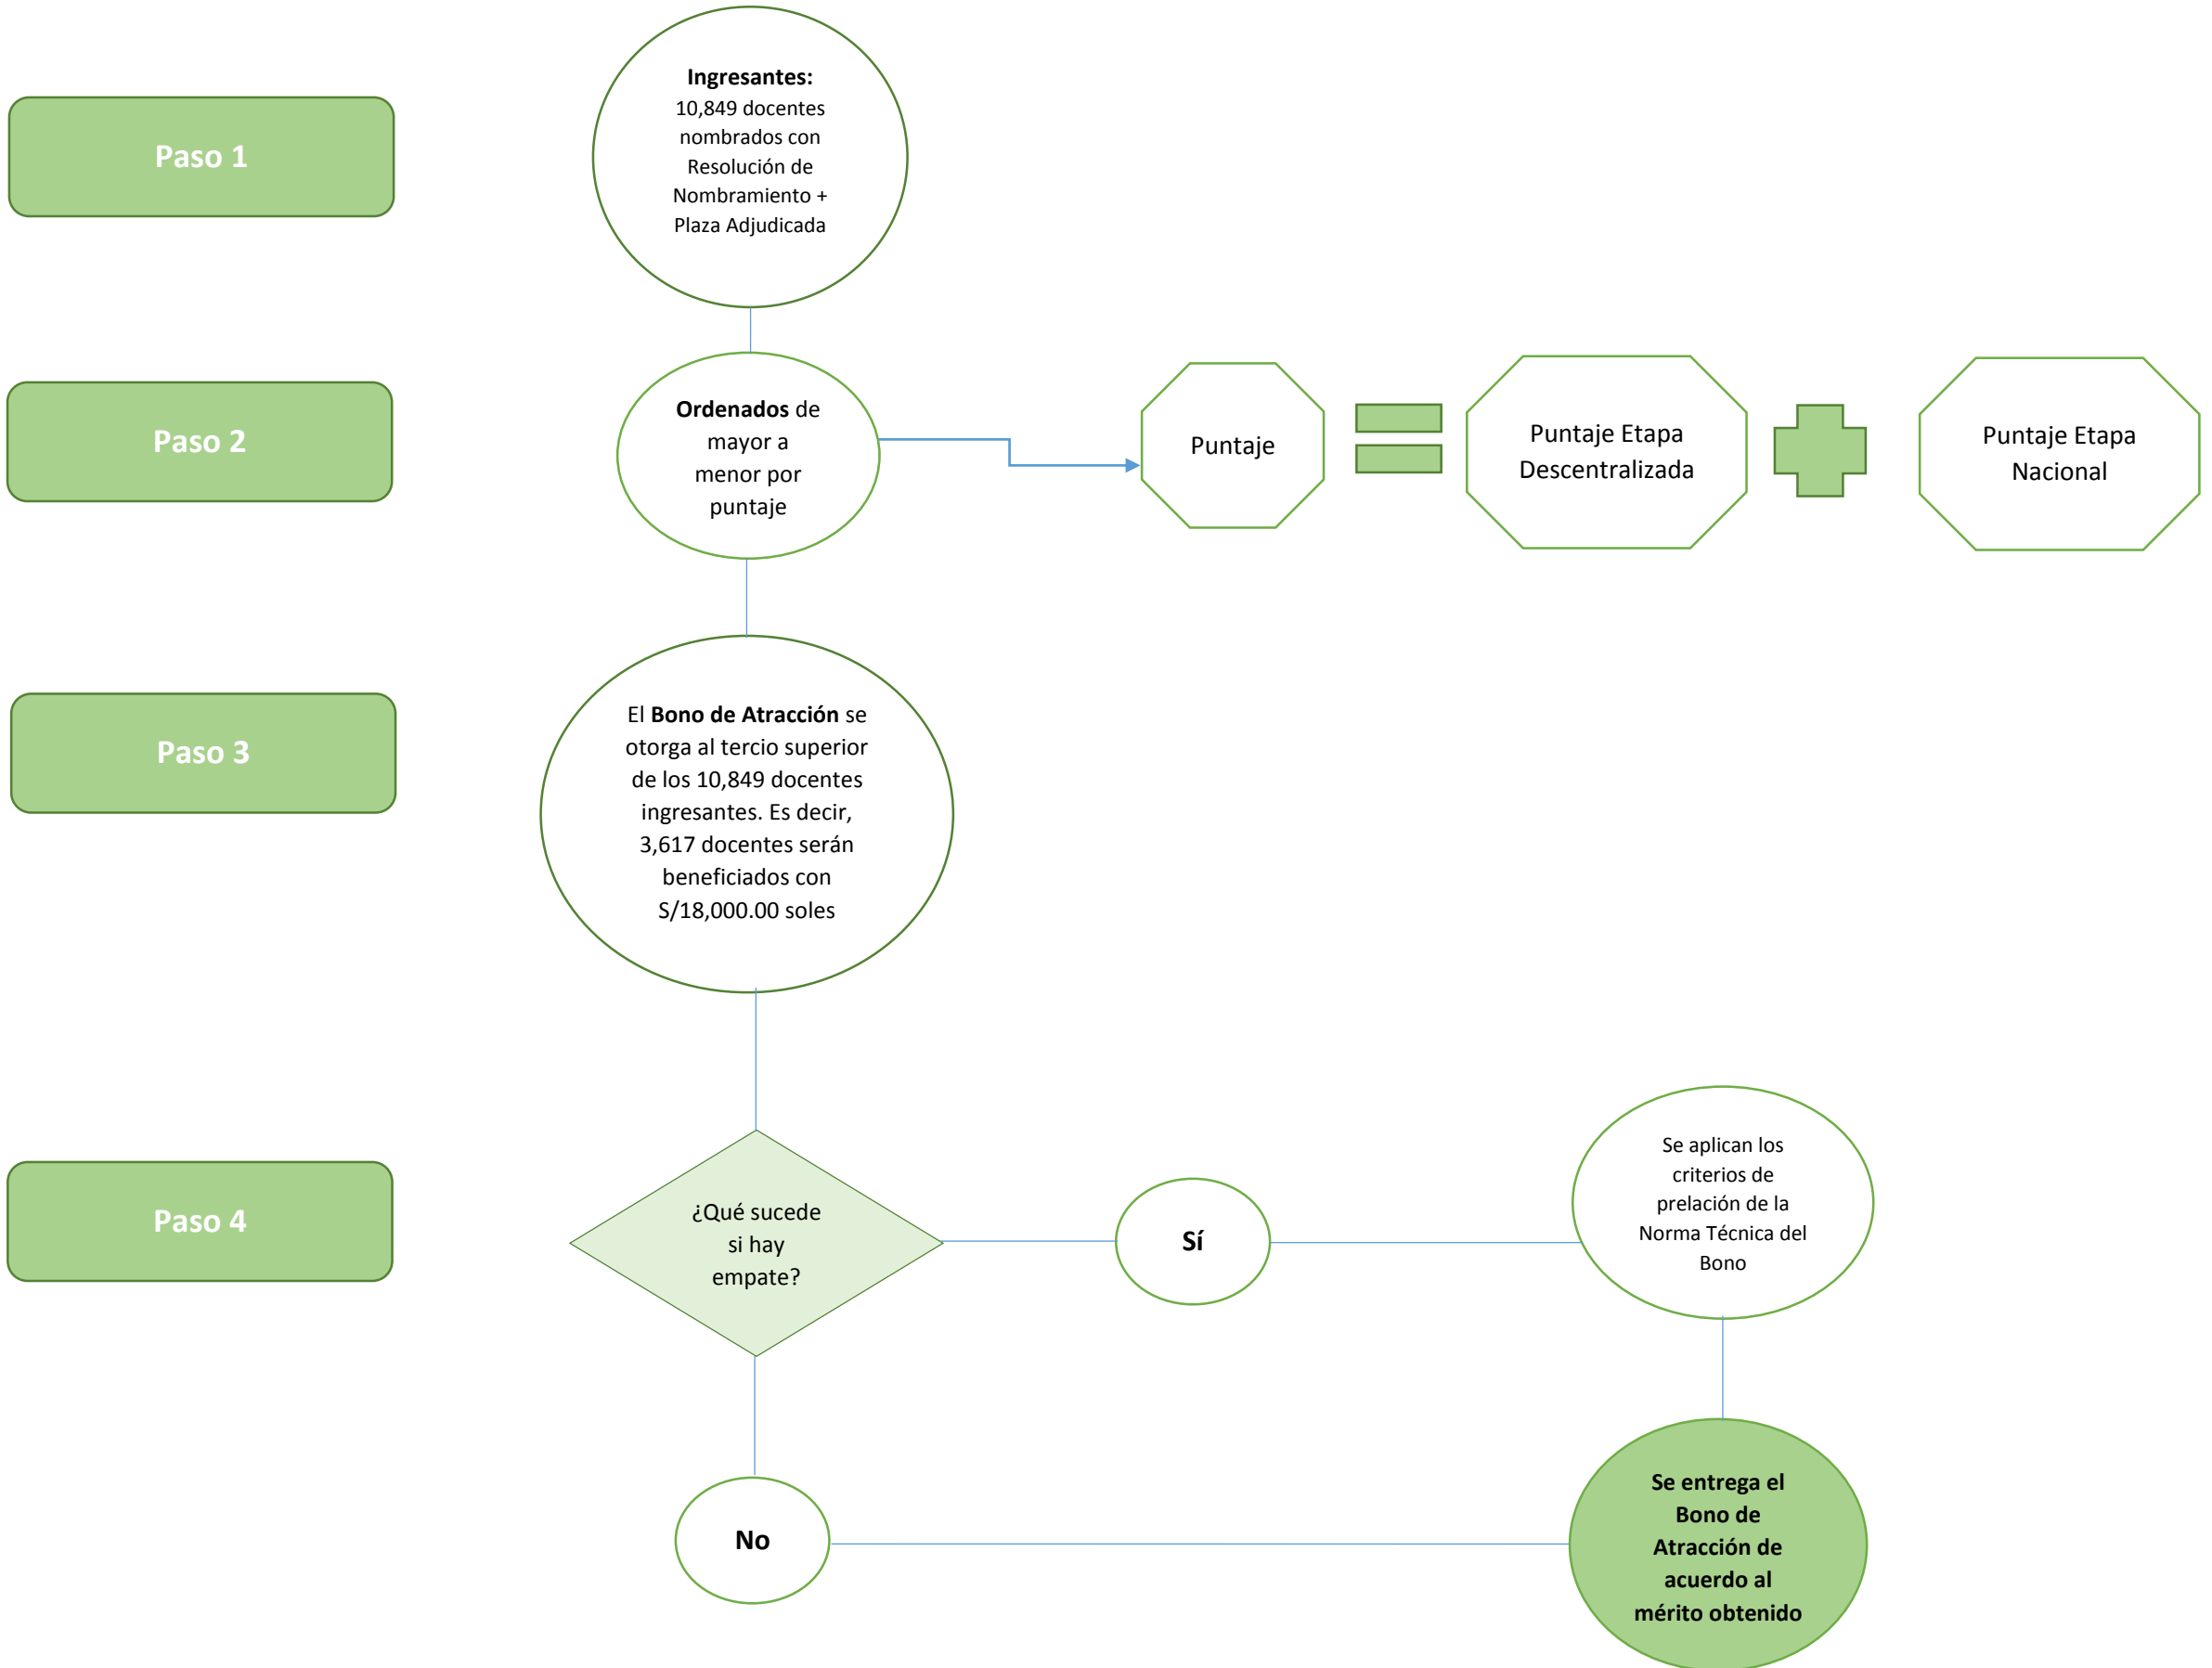 Paso 1
Ingresantes:
10,849 docentes
nombrados con
Resolución de
Nombramiento +
Plaza Adjudicada
Paso 2
Ordenados de
mayor a
menor por
puntaje
Puntaje
Puntaje Etapa
Descentralizada
Puntaje Etapa
Nacional
Paso 3
El Bono de Atracción se
otorga al tercio superior
de los 10,849 docentes
ingresantes. Es decir,
3,617 docentes serán
beneficiados con
S/18,000.00 soles
Paso 4
¿Qué sucede
si hay
empate?
Sí
Se aplican los
criterios de
prelación de la
Norma Técnica del
Bono
No
Se entrega el
Bono de
Atracción de
acuerdo al
mérito obtenido